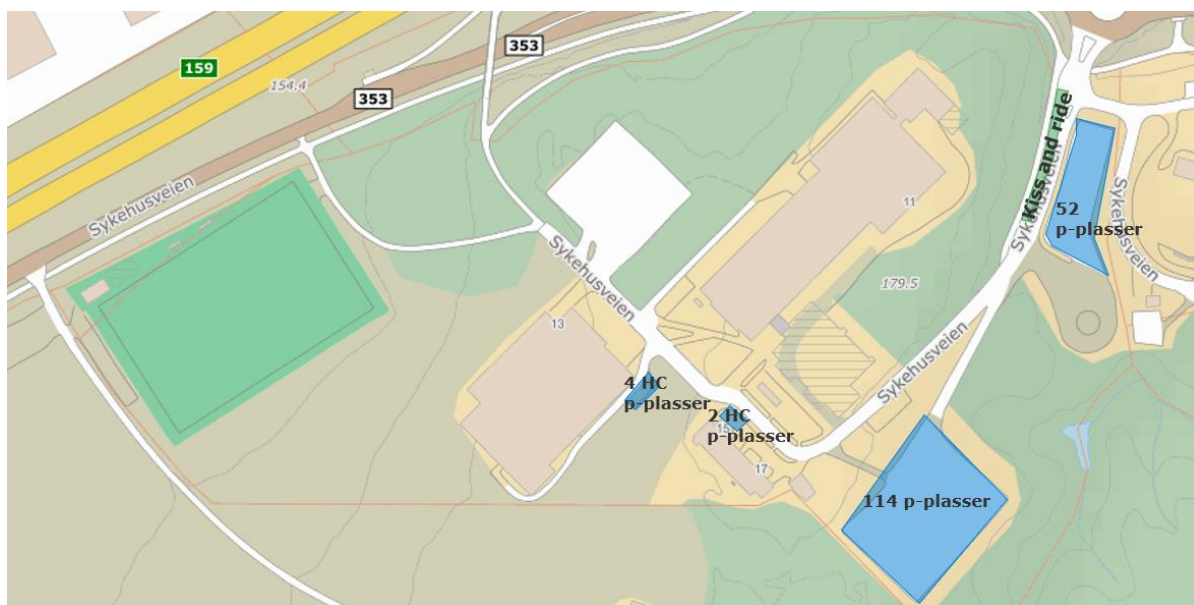 353
159
154.4
353
Kiss and ride
Sykehusveien
Sykehusveien
11
52
p-plasser
Sykehusveien
Sykehusveien
179.5
13
Sykehusveien
4 HC
p-plasser
2 HC
p-plasser
15
17
114 p-plasser